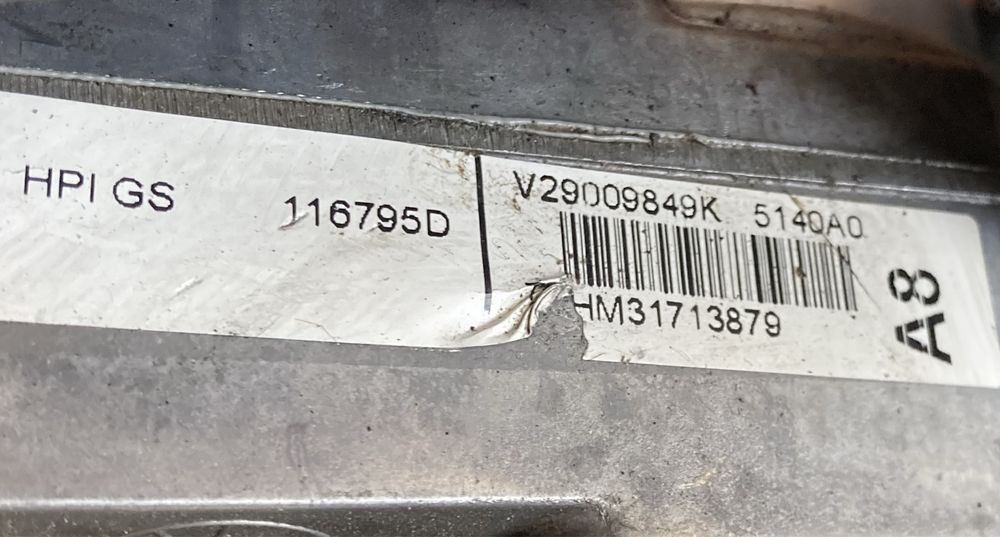 HPI GS 116795D
V29009849K 5140A0
HM31713879
A8